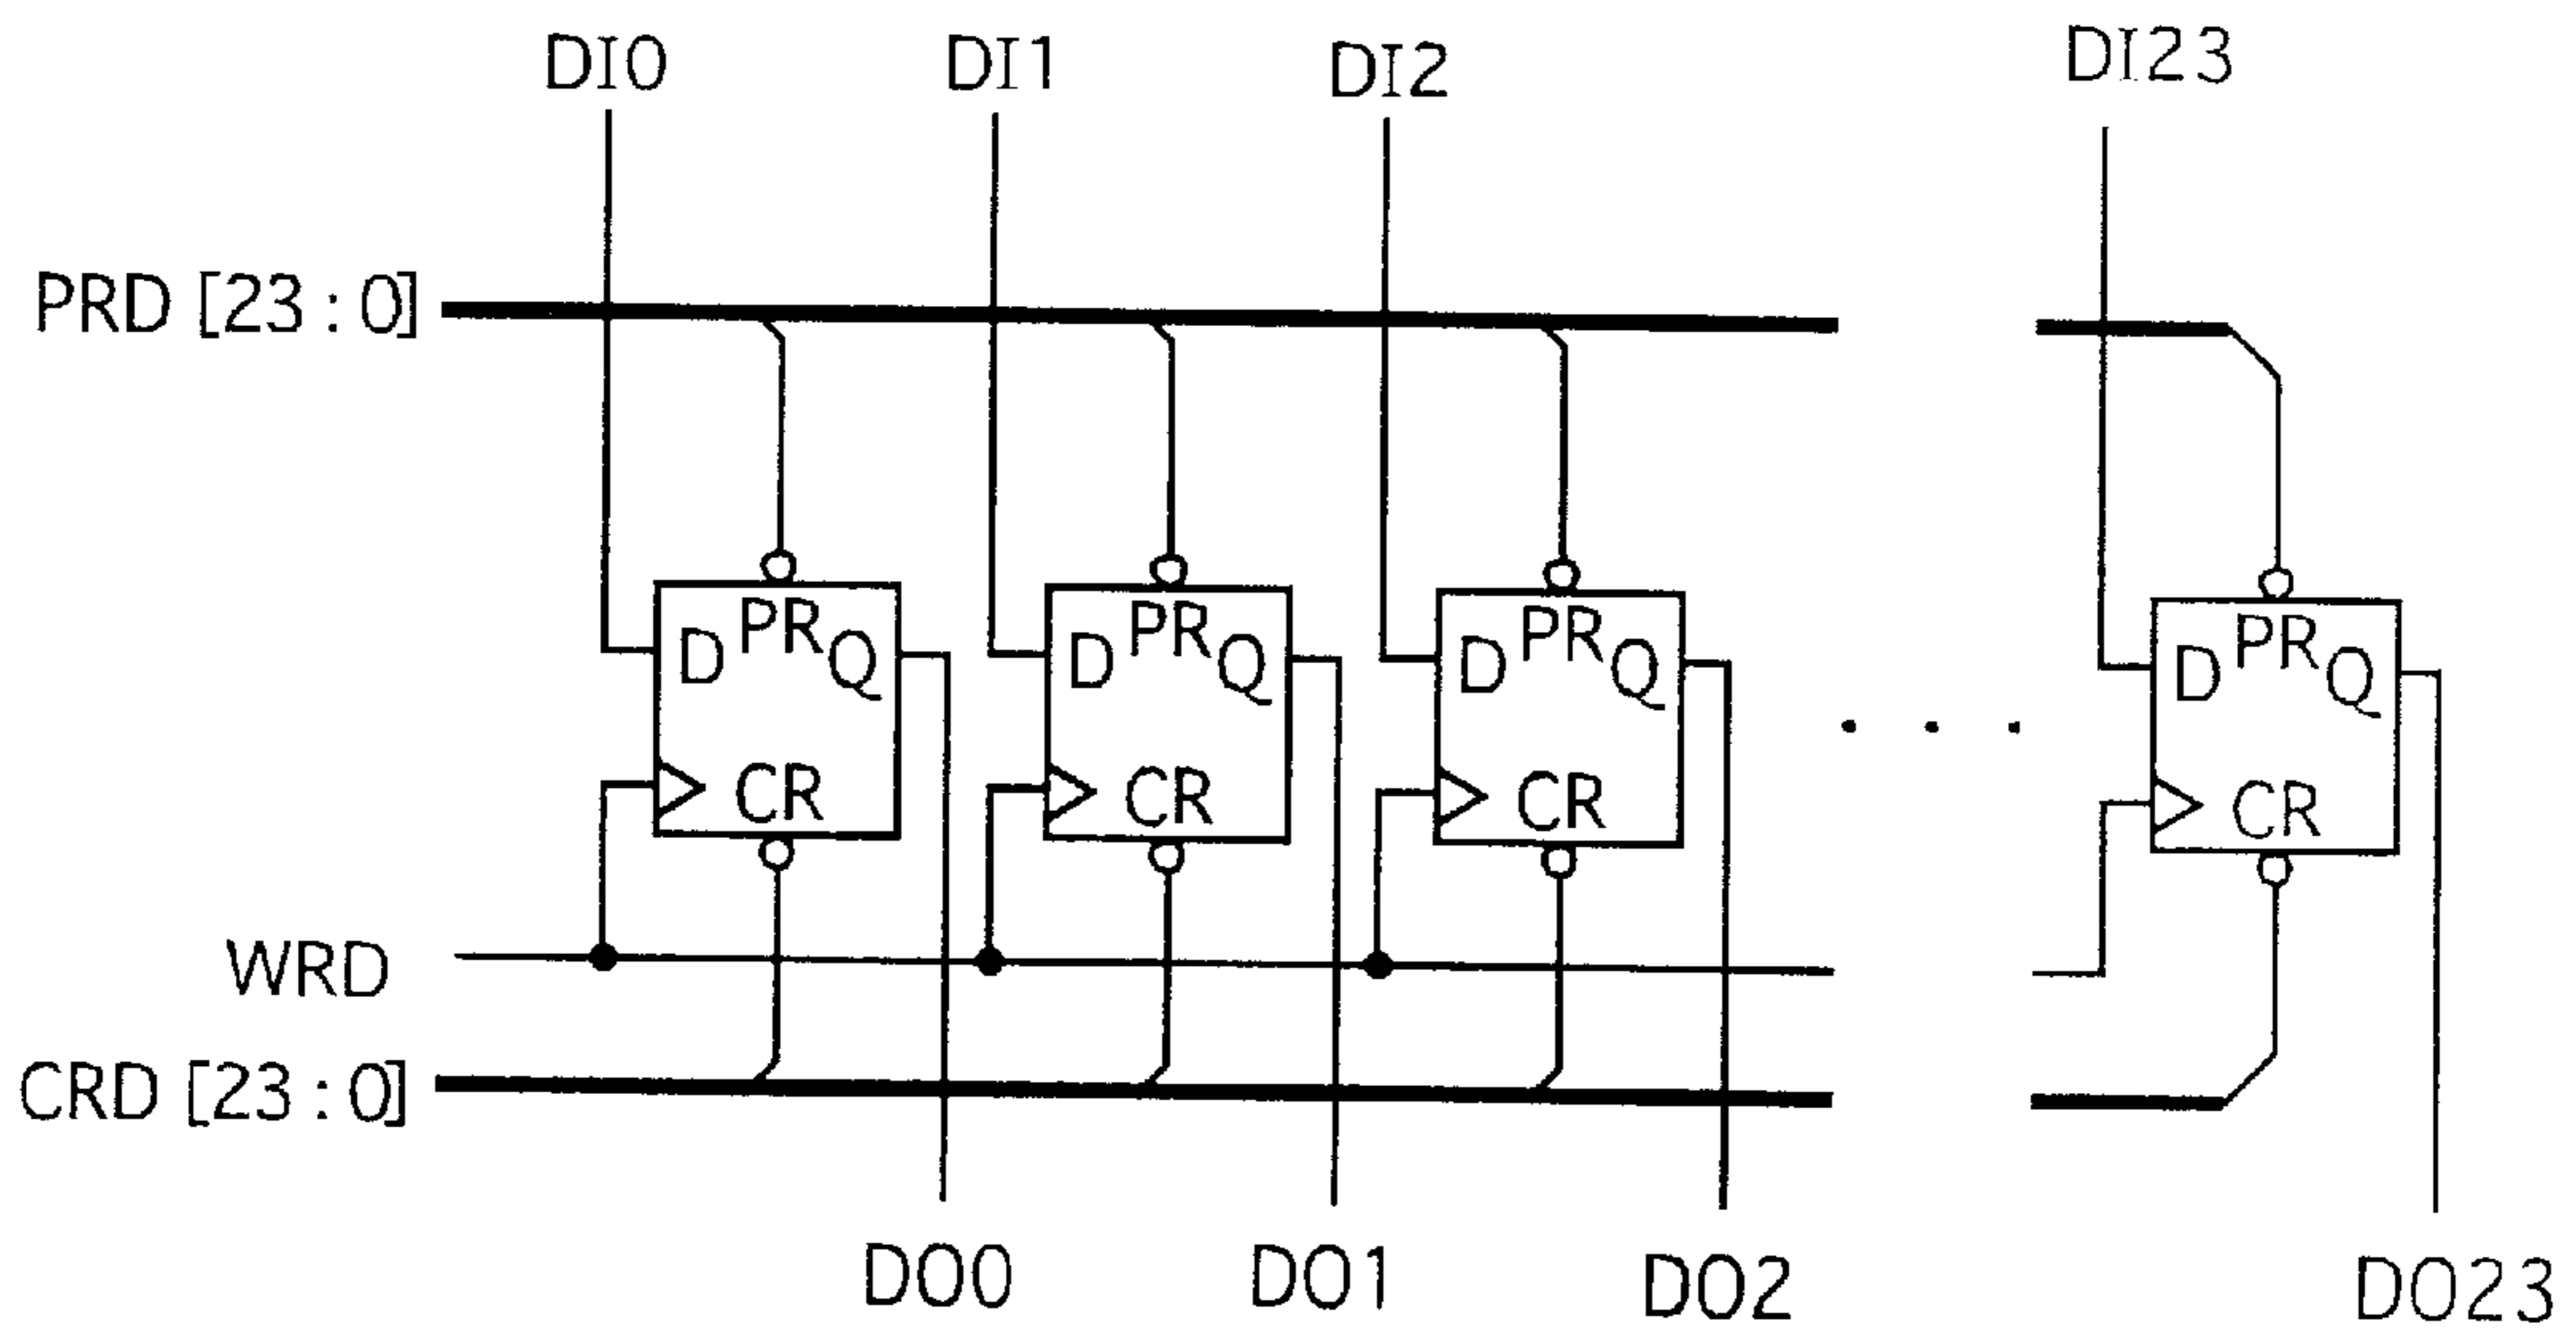 DI0 DI1 DI2 DI23
PRD [23 : 0]
D PR Q D PR Q D PR Q D PR Q
CR CR CR CR
WRD
CRD [23 : 0]
DO0 DO1 DO2 DO23